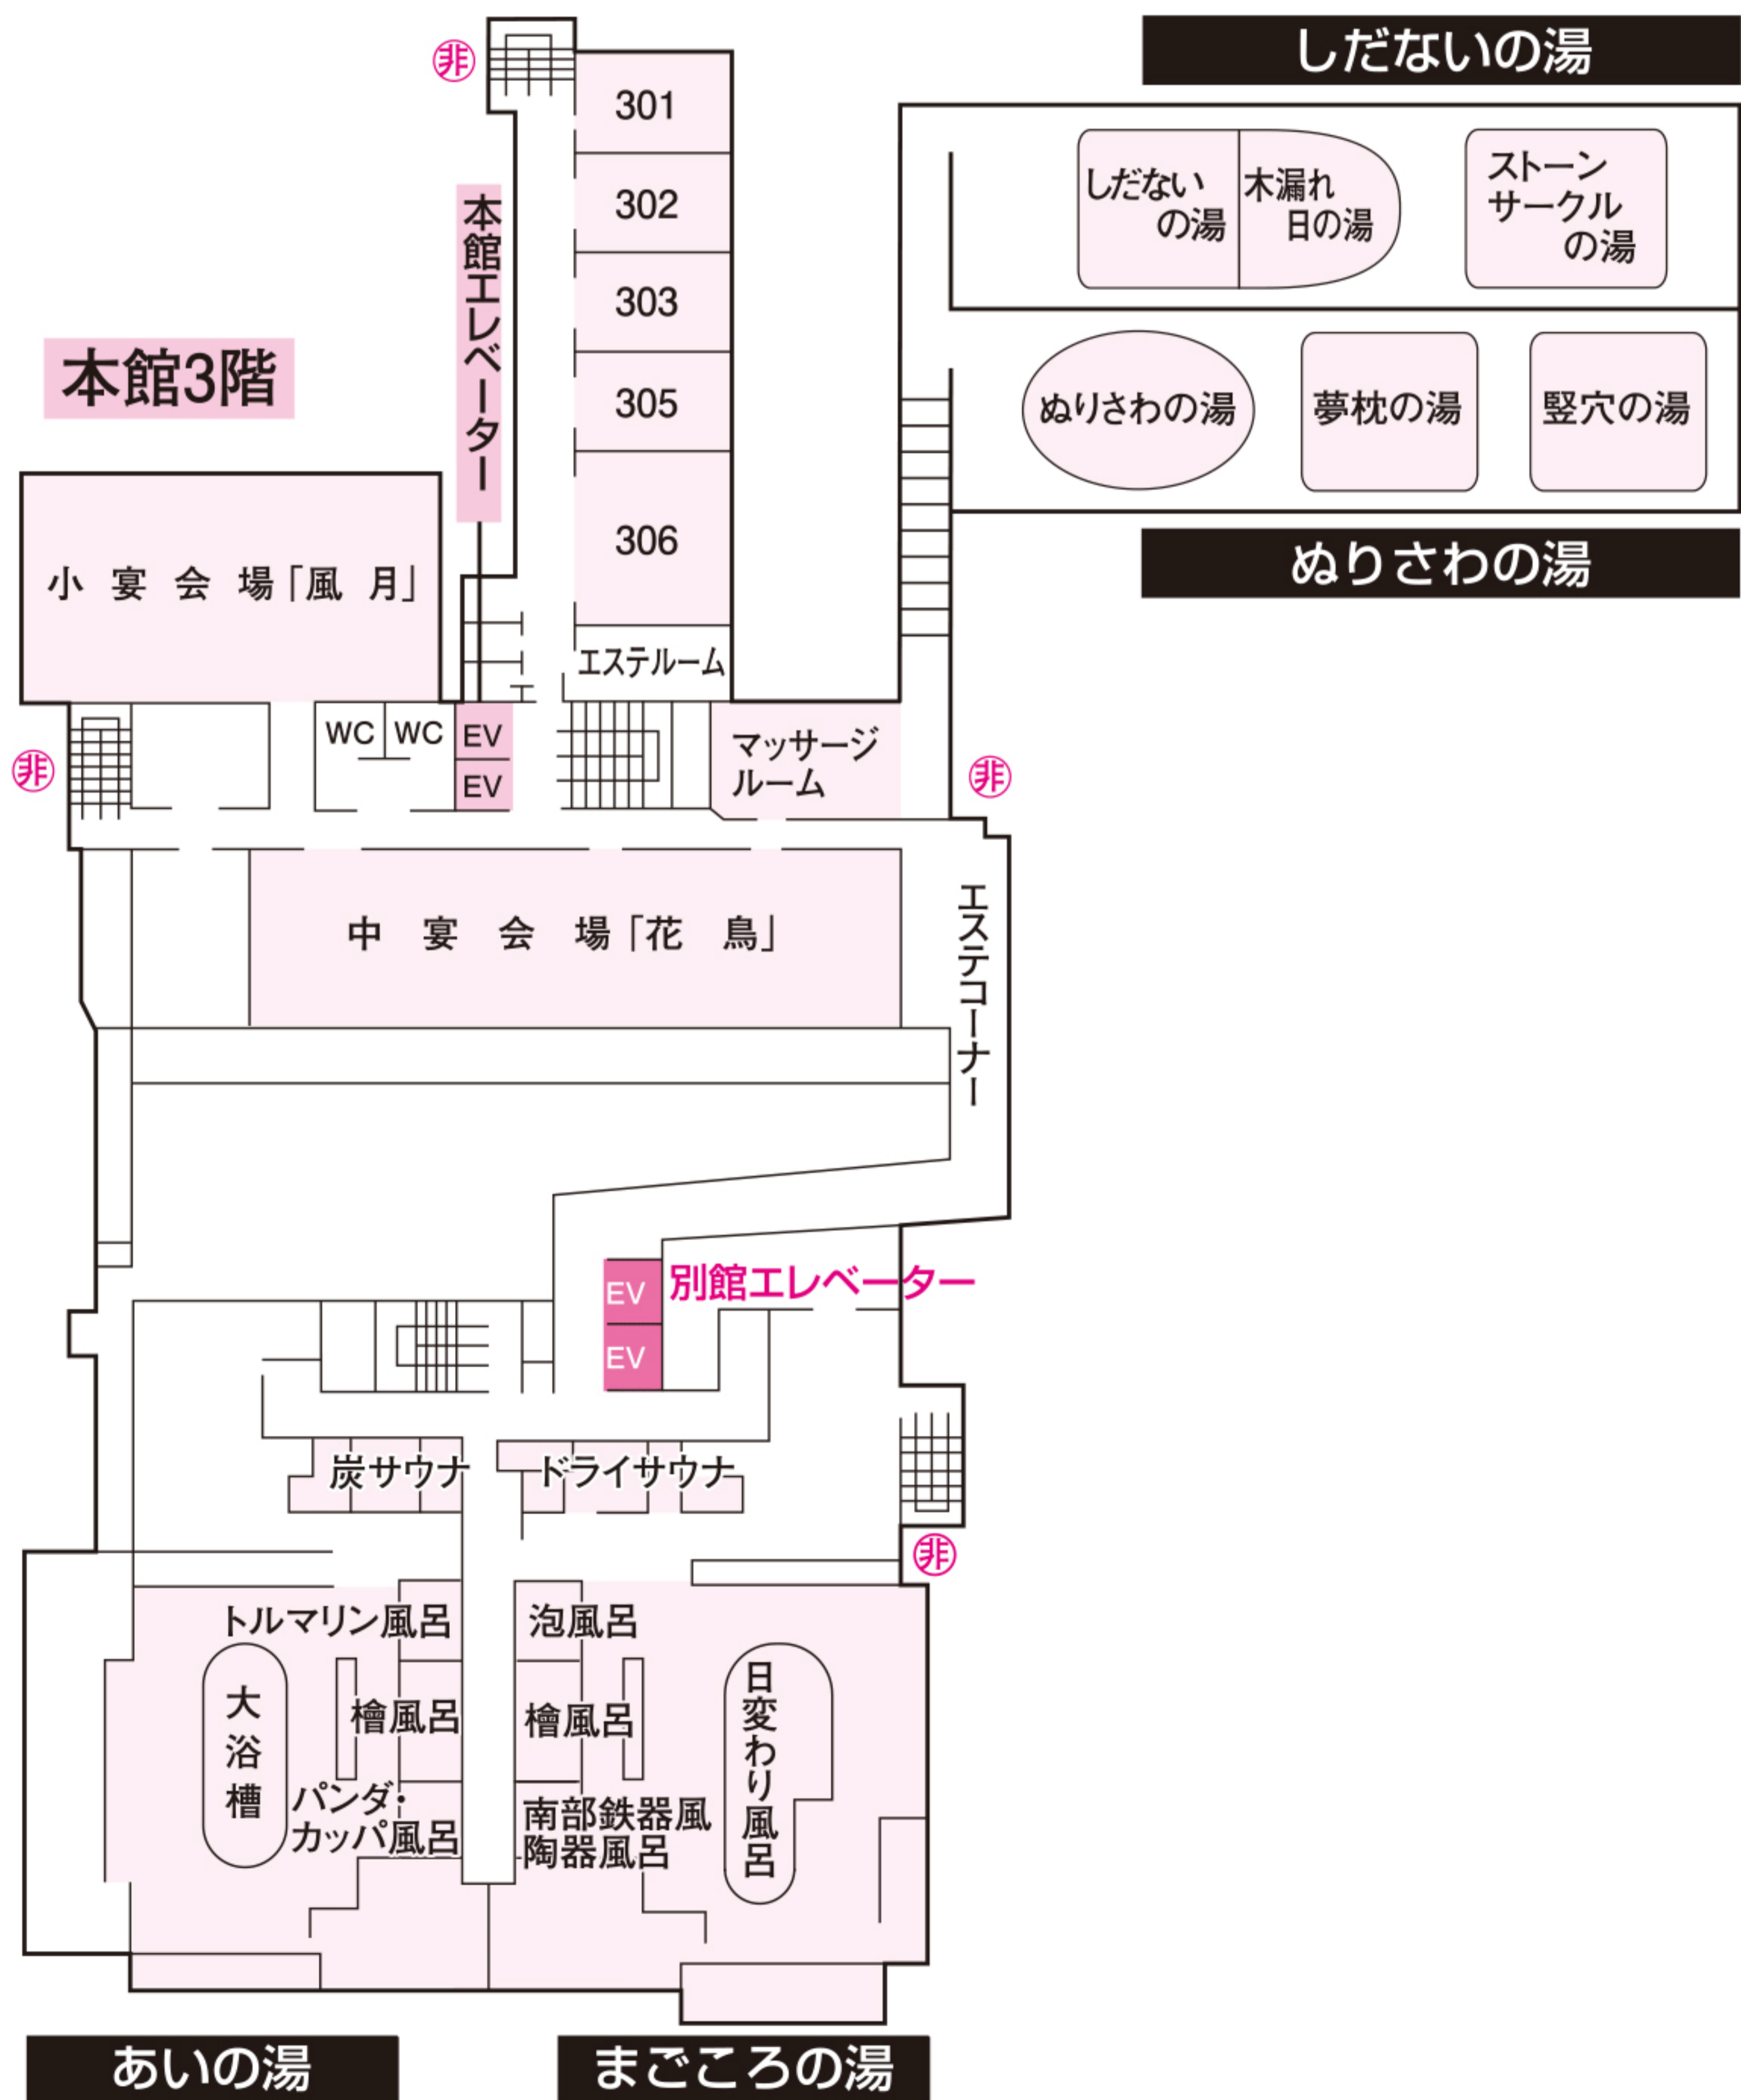 しだないの湯
非
301
302
303
305
306
本館エレベーター
しだない
の湯
木漏れ
日の湯
ストーン
サークル
の湯
本館3階
ぬりさわの湯
夢枕の湯
竪穴の湯
ぬりさわの湯
小宴会場「風月」
エステルーム
WC
WC
EV
EV
マッサージ
ルーム
非
非
中宴会場「花鳥」
エステコーナー
EV
EV
別館エレベーター
炭サウナ
ドライサウナ
非
トルマリン風呂
泡風呂
大浴槽
檜風呂
檜風呂
日変わり風呂
パンダ・
カッパ風呂
南部鉄器風
陶器風呂
あいの湯
まごころの湯